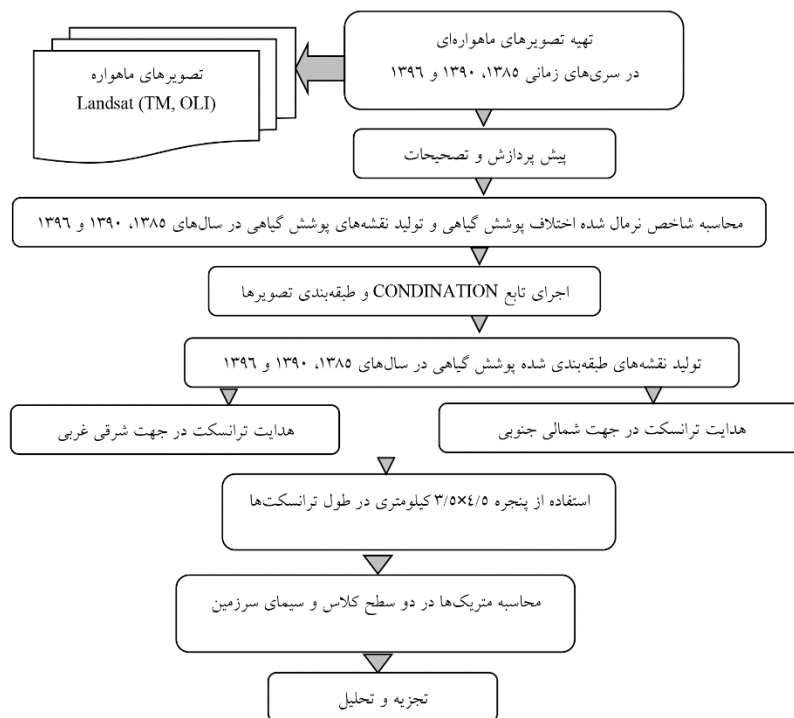 تهیه تصویرهای ماهواره‌ای
در سری‌های زمانی ۱۳۸۵، ۱۳۹۰ و ۱۳۹۶
تصویرهای ماهواره
Landsat (TM, OLI)
پیش پردازش و تصحیحات
محاسبه شاخص نرمال شده اختلاف پوشش گیاهی و تولید نقشه‌های پوشش گیاهی در سال‌های ۱۳۸۵، ۱۳۹۰ و ۱۳۹۶
اجرای تابع CONDINATION و طبقه‌بندی تصویرها
تولید نقشه‌های طبقه‌بندی شده پوشش گیاهی در سال‌های ۱۳۸۵، ۱۳۹۰ و ۱۳۹۶
هدایت ترانسکت در جهت شمالی جنوبی
هدایت ترانسکت در جهت شرقی غربی
استفاده از پنجره ۴/۵×۳/۵ کیلومتری در طول ترانسکت‌ها
محاسبه متریک‌ها در دو سطح کلاس و سیمای سرزمین
تجزیه و تحلیل